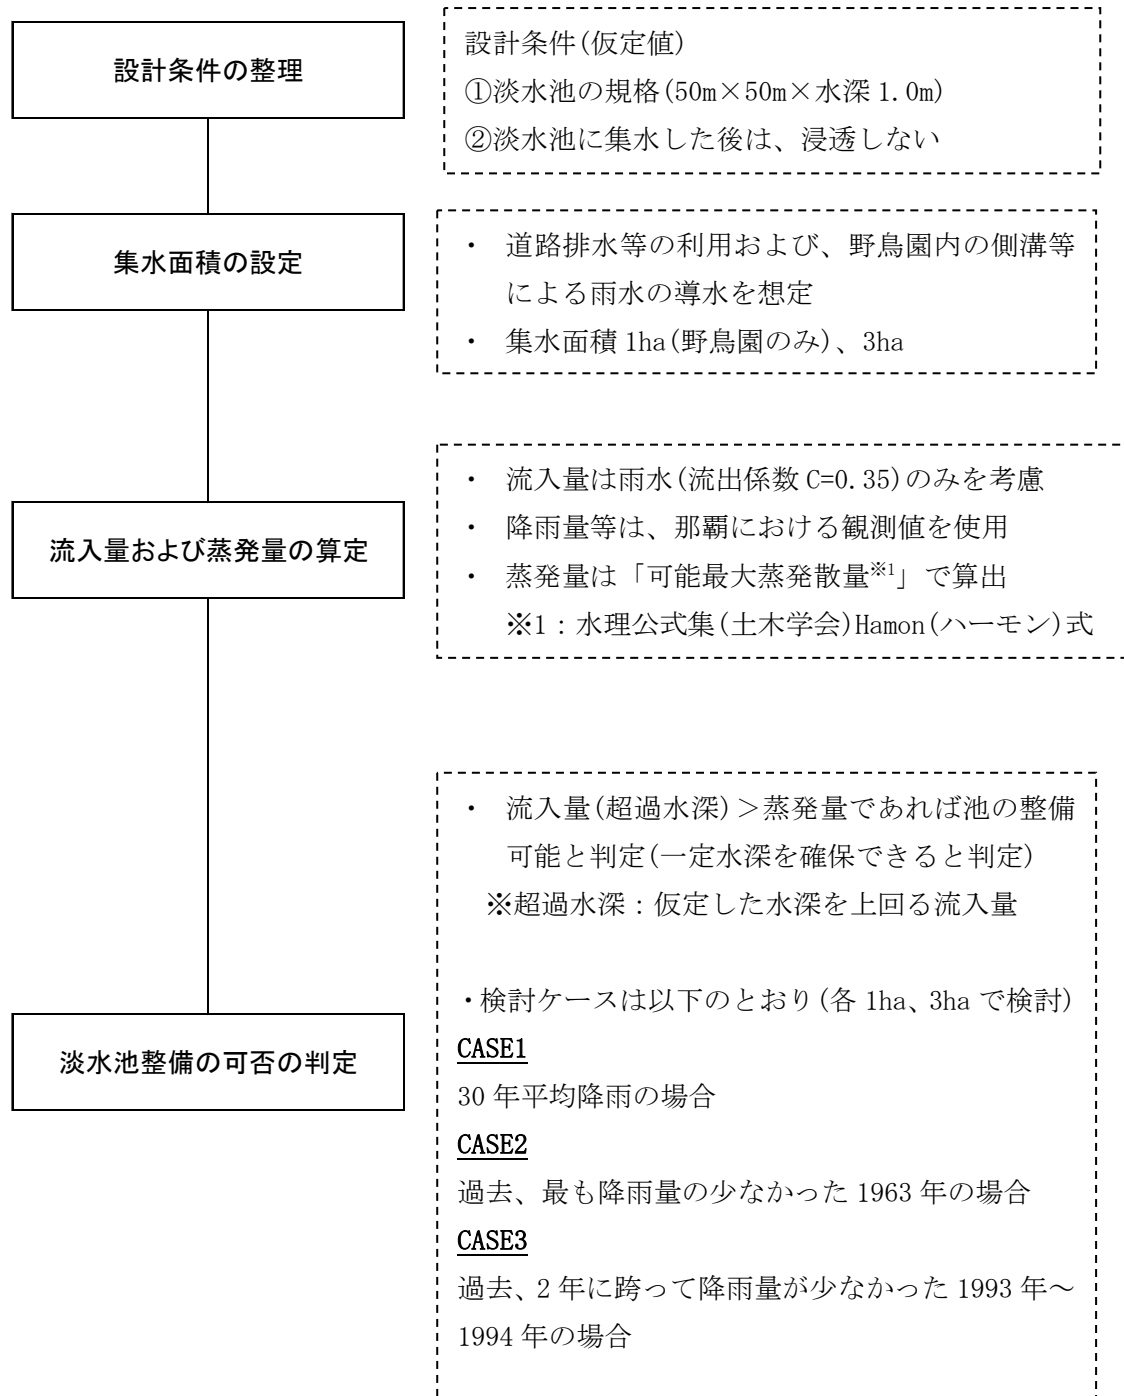 設計条件の整理
設計条件(仮定値)
①淡水池の規格(50m×50m×水深 1.0m)
②淡水池に集水した後は、浸透しない
集水面積の設定
・ 道路排水等の利用および、野鳥園内の側溝等
による雨水の導水を想定
・ 集水面積 1ha(野鳥園のみ)、3ha
流入量および蒸発量の算定
・ 流入量は雨水(流出係数 C=0.35)のみを考慮
・ 降雨量等は、那覇における観測値を使用
・ 蒸発量は「可能最大蒸発散量※1」で算出
※1：水理公式集(土木学会)Hamon(ハーモン)式
淡水池整備の可否の判定
・ 流入量(超過水深)＞蒸発量であれば池の整備
可能と判定(一定水深を確保できると判定)
※超過水深：仮定した水深を上回る流入量
・検討ケースは以下のとおり(各 1ha、3ha で検討)
CASE1
30 年平均降雨の場合
CASE2
過去、最も降雨量の少なかった 1963 年の場合
CASE3
過去、2 年に跨って降雨量が少なかった 1993 年～
1994 年の場合